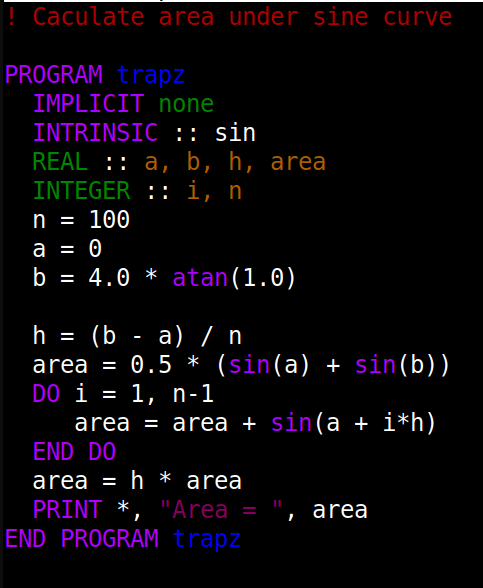 ! Caculate area under sine curve
PROGRAM trapz
IMPLICIT none
INTRINSIC :: sin
REAL :: a, b, h, area
INTEGER :: i, n
n = 100
a = 0
b = 4.0 * atan(1.0)
h = (b - a) / n
area = 0.5 * (sin(a) + sin(b))
DO i = 1, n-1
area = area + sin(a + i*h)
END DO
area = h * area
PRINT *, "Area = ", area
END PROGRAM trapz